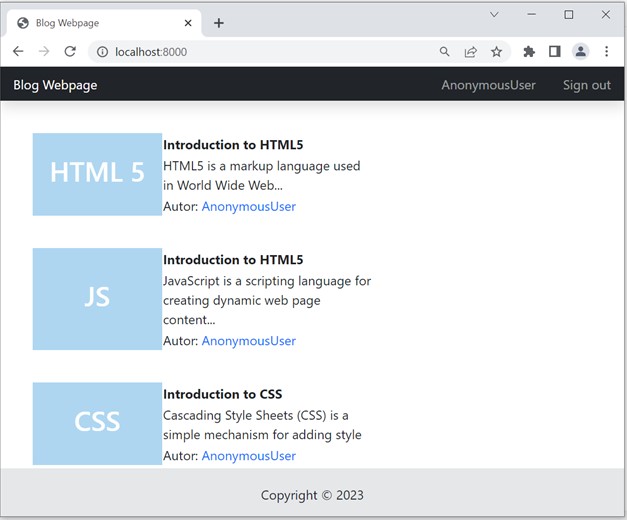 Blog Webpage
localhost:8000
Blog Webpage AnonymousUser Sign out
HTML 5
Introduction to HTML5
HTML5 is a markup language used
in World Wide Web...
Autor: AnonymousUser
JS
Introduction to HTML5
JavaScript is a scripting language for
creating dynamic web page
content...
Autor: AnonymousUser
CSS
Introduction to CSS
Cascading Style Sheets (CSS) is a
simple mechanism for adding style
Autor: AnonymousUser
Copyright © 2023